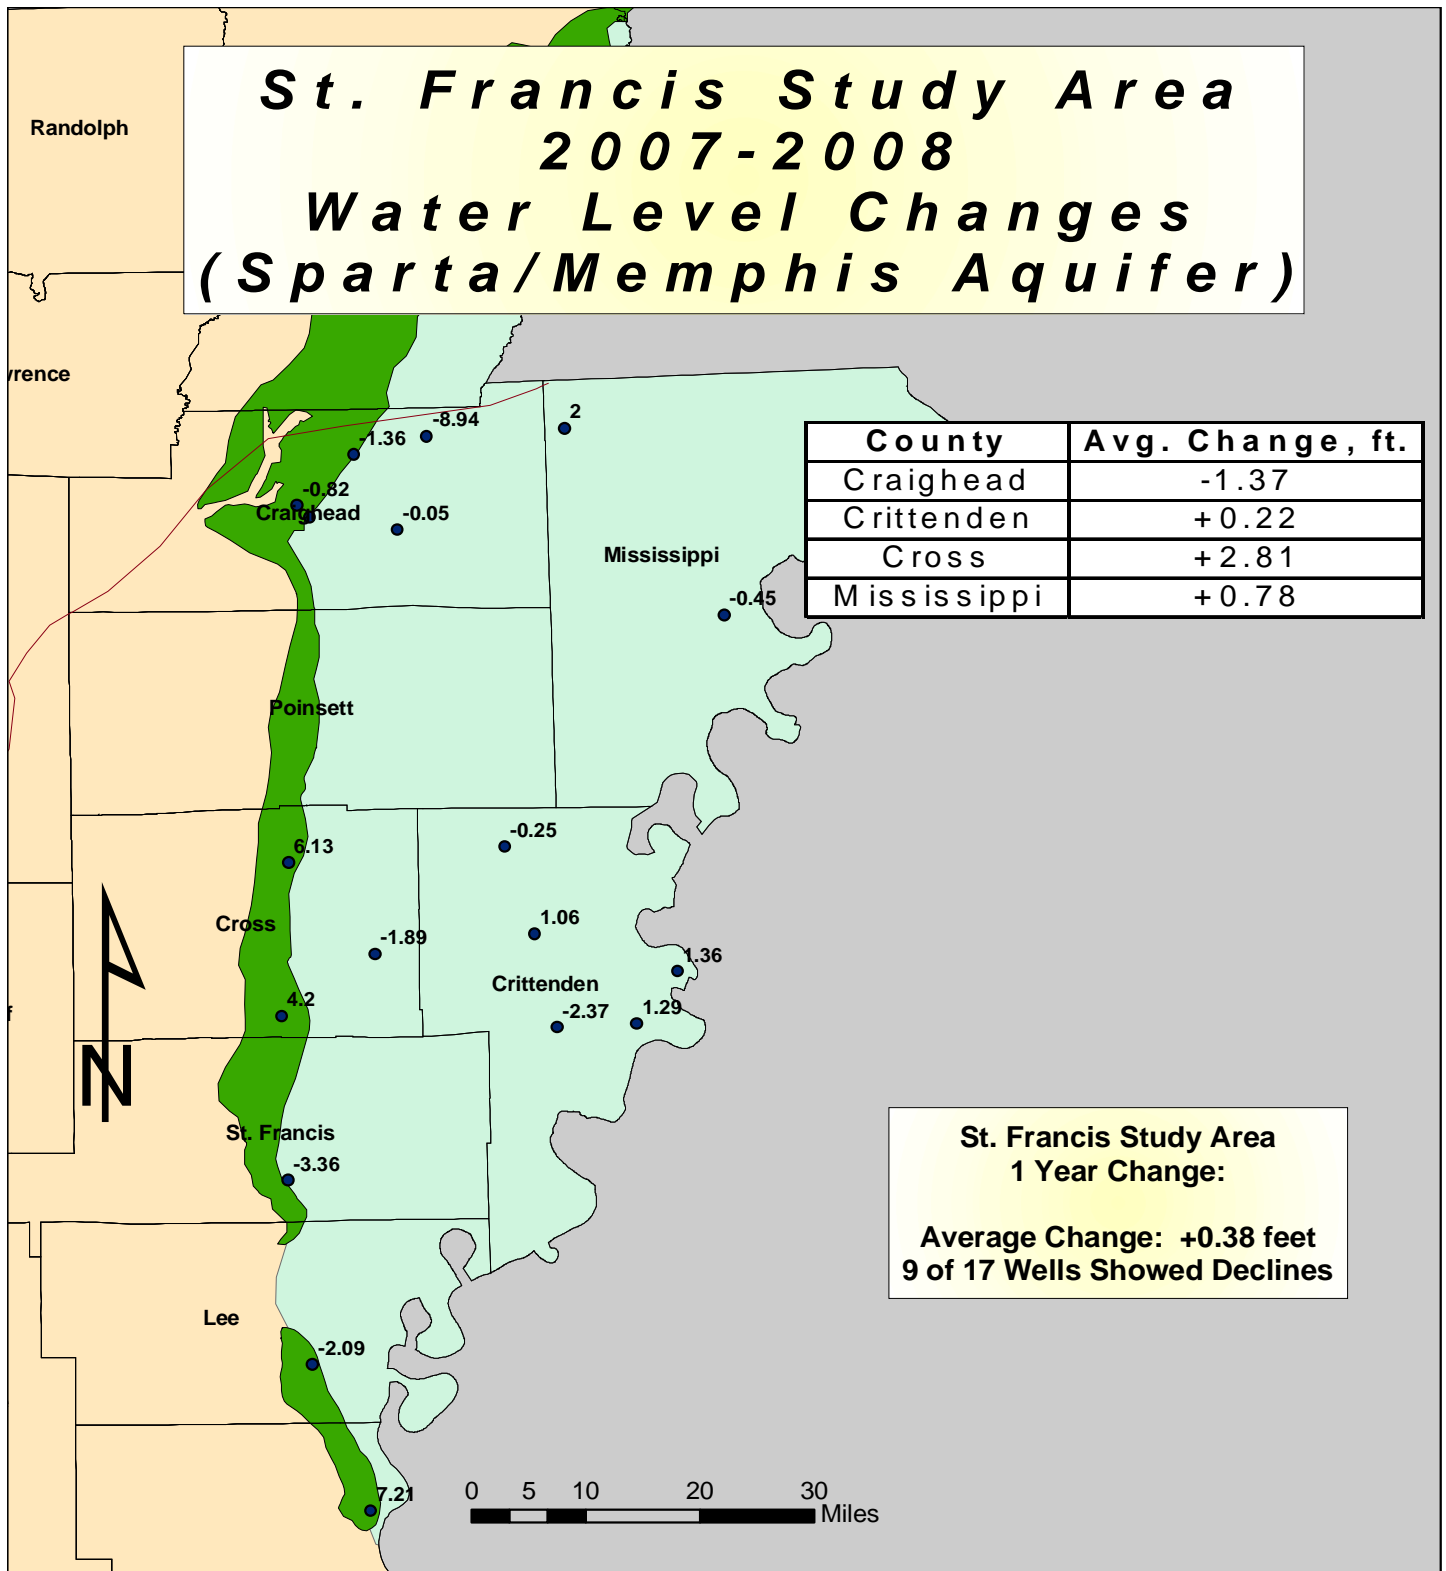 St. Francis Study Area
2007-2008
Water Level Changes
(Sparta/Memphis Aquifer)
Randolph
wrence
-8.94
2
-1.36
-0.82
Craighead
-0.05
Mississippi
-0.45
County Avg. Change, ft.
Craighead -1.37
Crittenden +0.22
Cross +2.81
Mississippi +0.78
Poinsett
-0.25
6.13
Cross
1.06
-1.89
1.36
Crittenden
4.2
-2.37
1.29
f
N
St. Francis
-3.36
St. Francis Study Area
1 Year Change:
Average Change: +0.38 feet
9 of 17 Wells Showed Declines
Lee
-2.09
7.21
0 5 10 20 30
Miles